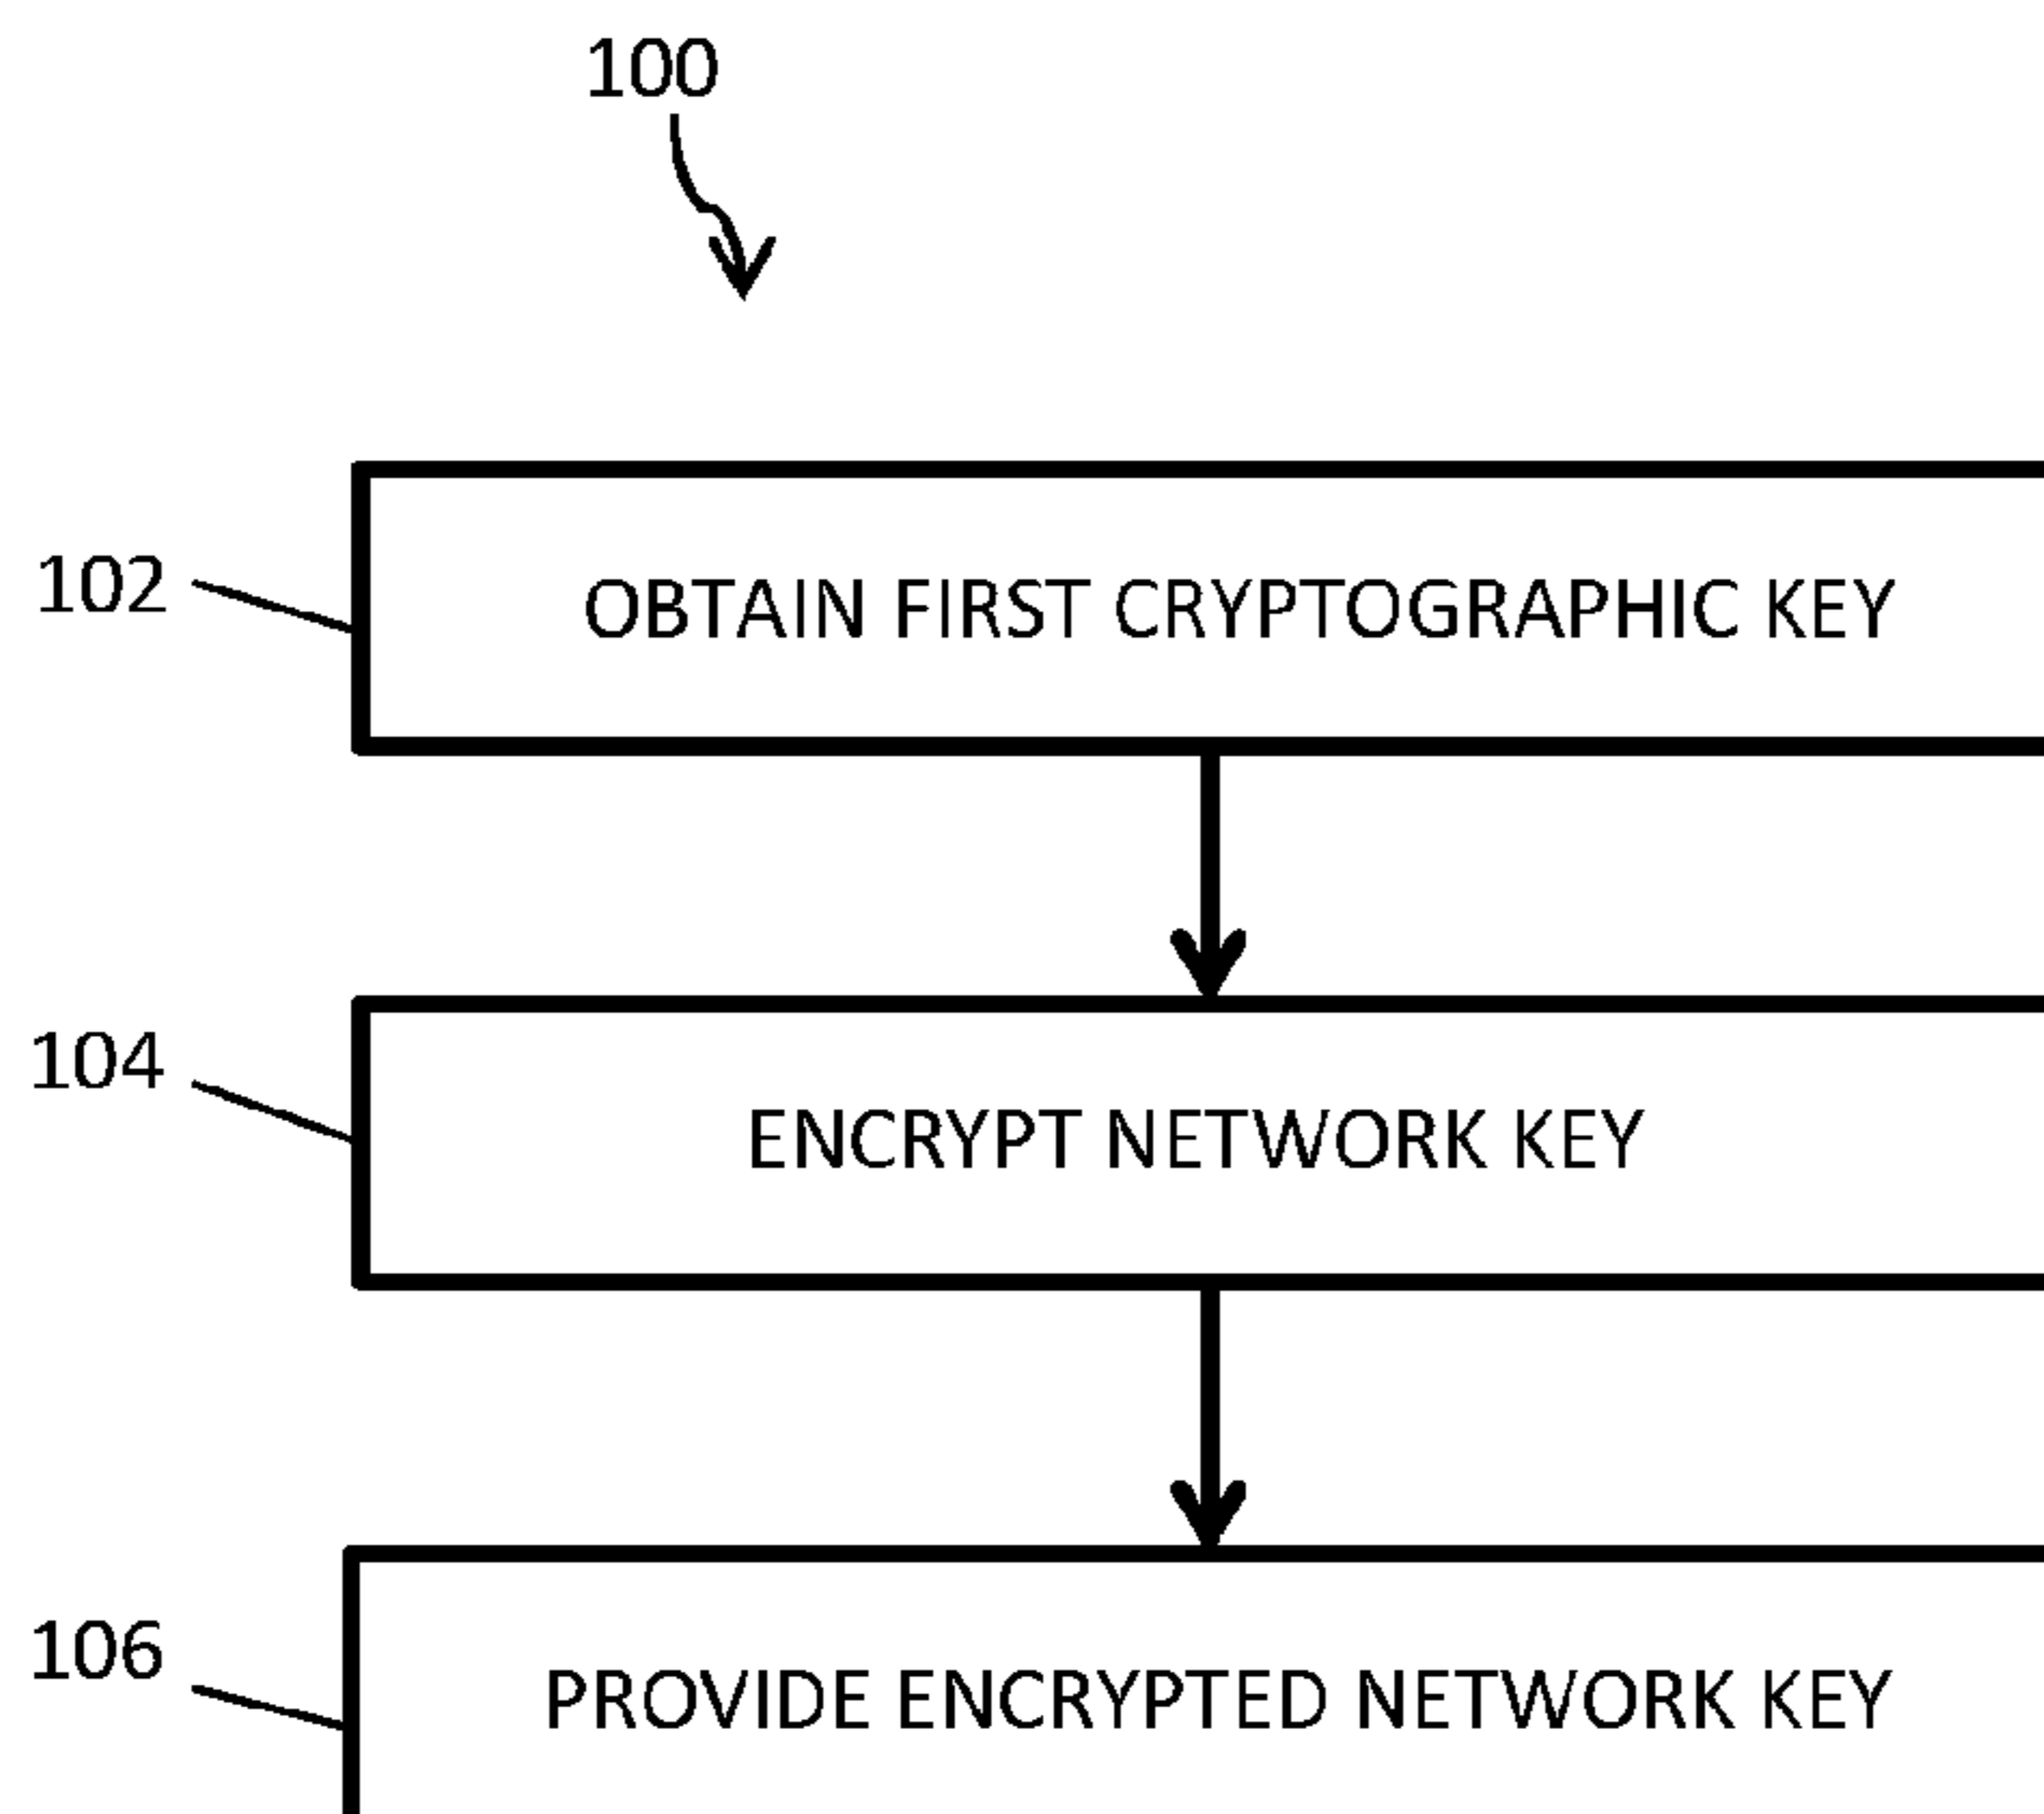 100
102
OBTAIN FIRST CRYPTOGRAPHIC KEY
104
ENCRYPT NETWORK KEY
106
PROVIDE ENCRYPTED NETWORK KEY